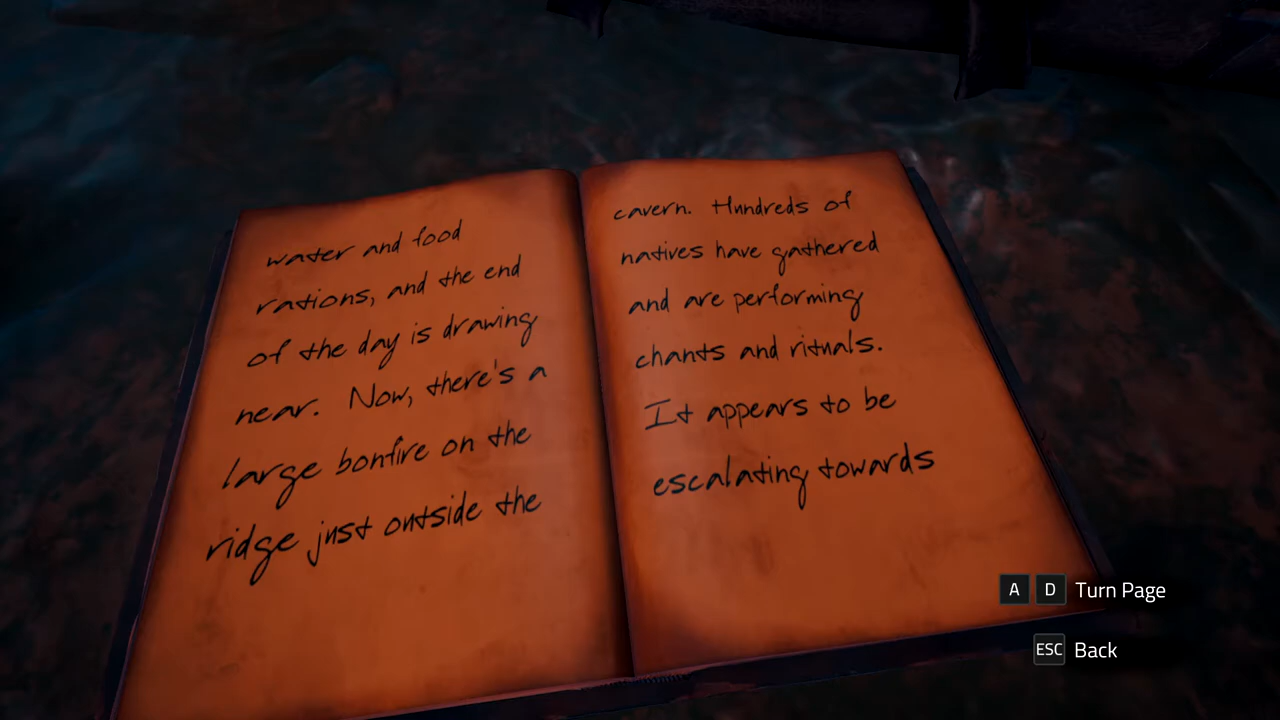 water and food
rations, and the end
of the day is drawing
near. Now, there's a
large bonfire on the
ridge just outside the
cavern. Hundreds of
natives have gathered
and are performing
chants and rituals.
It appears to be
escalating towards
A D Turn Page
ESC Back